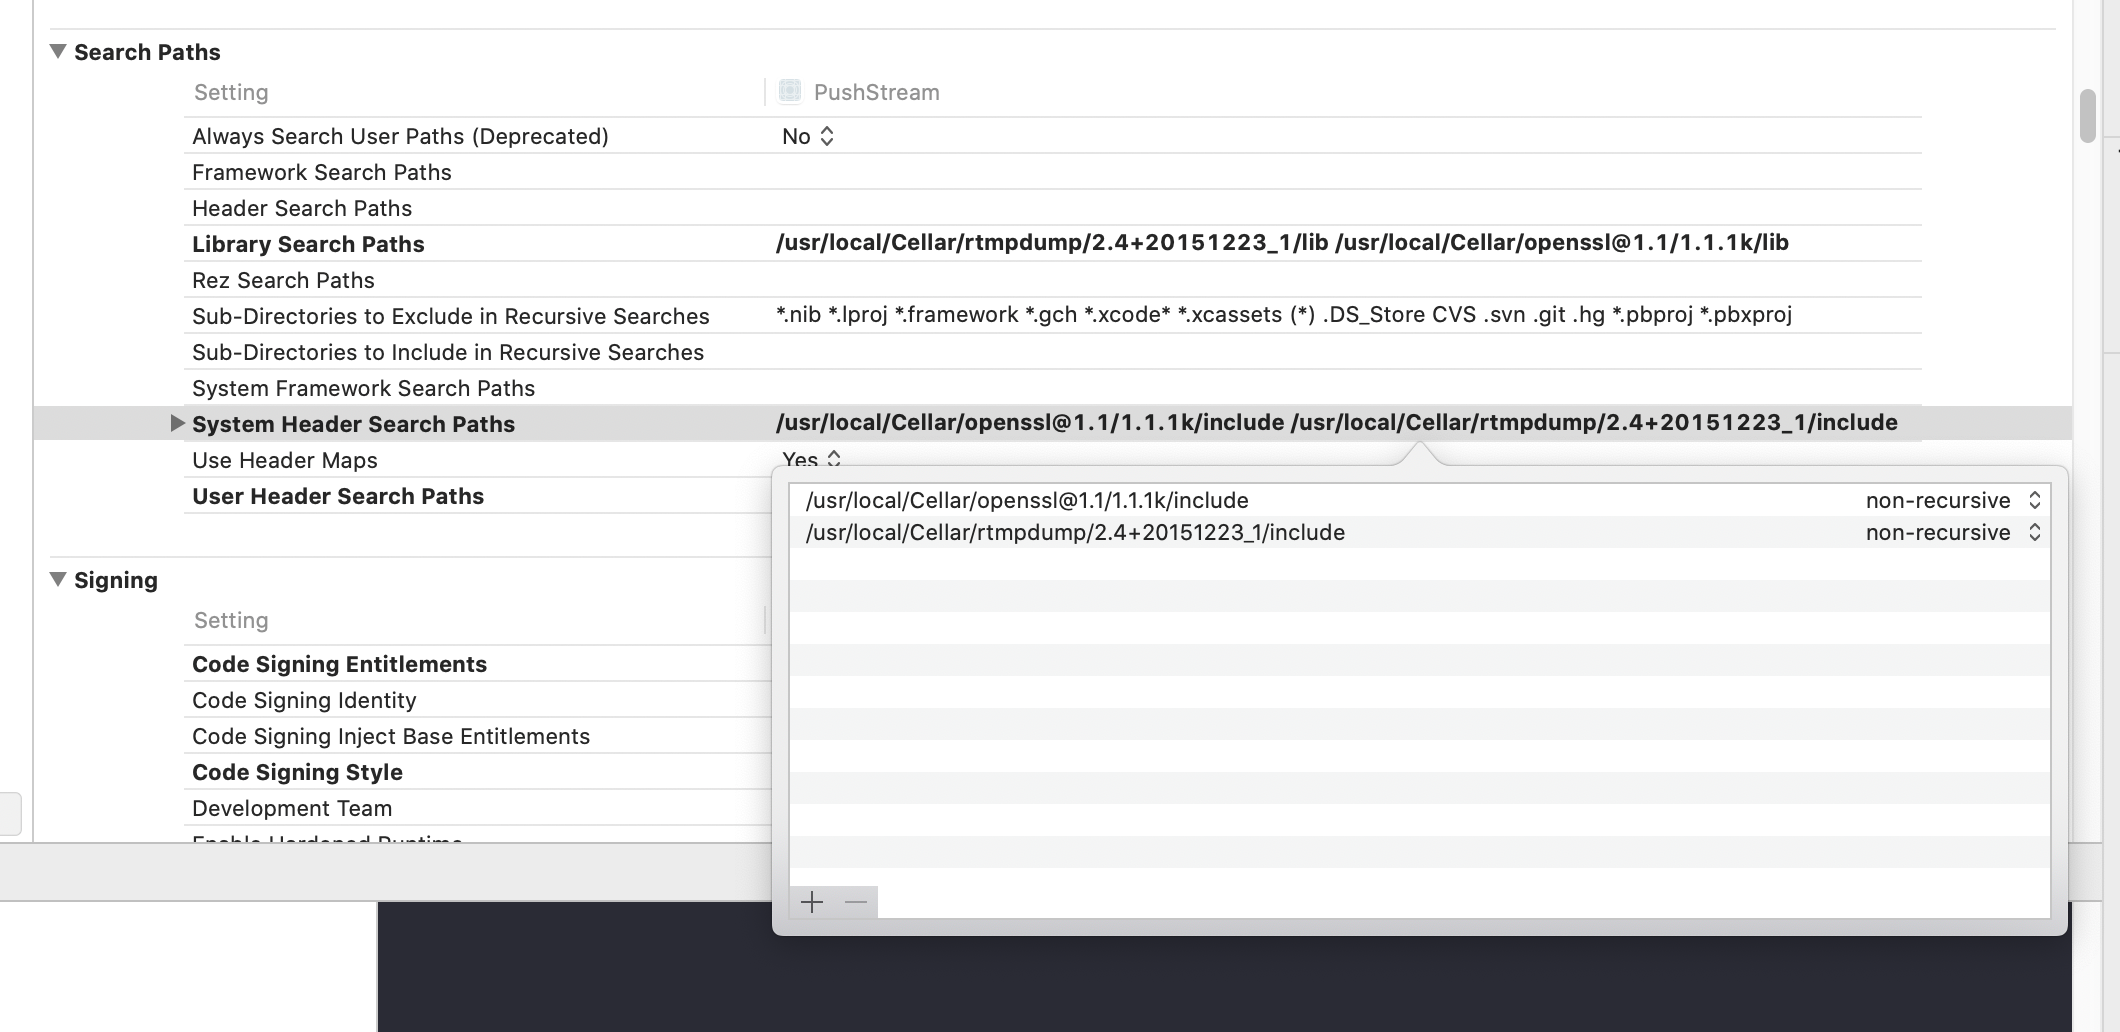 Search Paths
Setting PushStream
Always Search User Paths (Deprecated) No
Framework Search Paths
Header Search Paths
Library Search Paths /usr/local/Cellar/rtmpdump/2.4+20151223_1/lib /usr/local/Cellar/openssl@1.1/1.1.1k/lib
Rez Search Paths
Sub-Directories to Exclude in Recursive Searches *.nib *.lproj *.framework *.gch *.xcode* *.xcassets (*) .DS_Store CVS .svn .git .hg *.pbproj *.pbxproj
Sub-Directories to Include in Recursive Searches
System Framework Search Paths
System Header Search Paths /usr/local/Cellar/openssl@1.1/1.1.1k/include /usr/local/Cellar/rtmpdump/2.4+20151223_1/include
Use Header Maps Yes
User Header Search Paths
/usr/local/Cellar/openssl@1.1/1.1.1k/include non-recursive
/usr/local/Cellar/rtmpdump/2.4+20151223_1/include non-recursive
Signing
Setting
Code Signing Entitlements
Code Signing Identity
Code Signing Inject Base Entitlements
Code Signing Style
Development Team
Enable Hardened Runtime